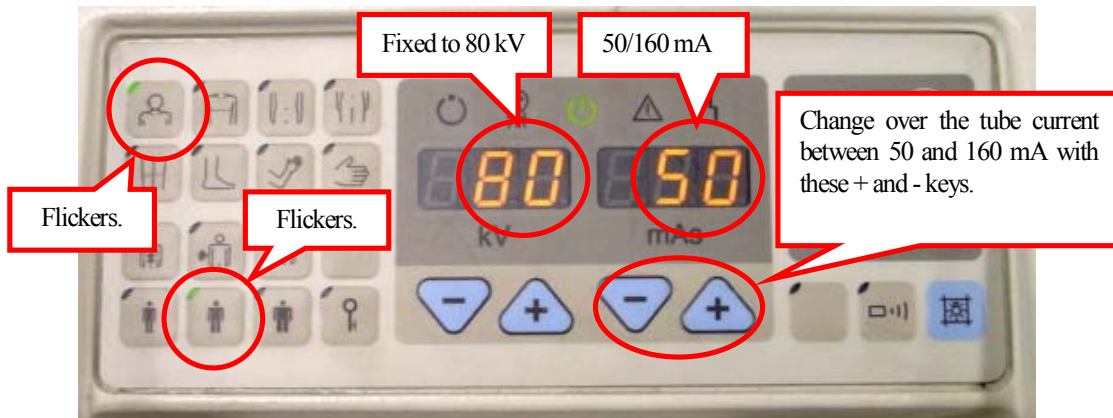 Fixed to 80 kV
50/160 mA
Change over the tube current
between 50 and 160 mA with
these + and - keys.
Flickers.
Flickers.
80
50
kV
mAs
- +
- +